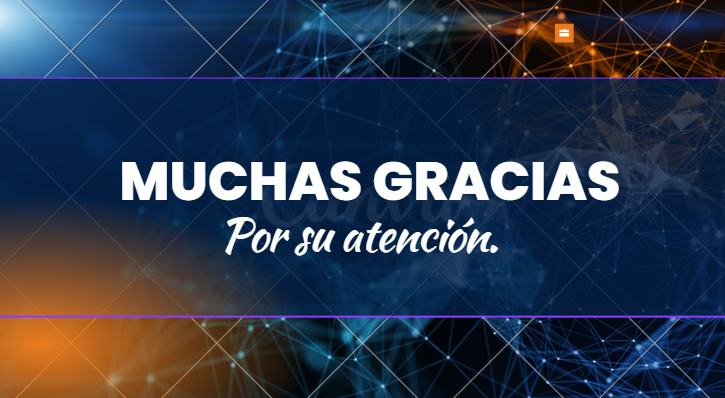 MUCHAS GRACIAS
Por su atención.